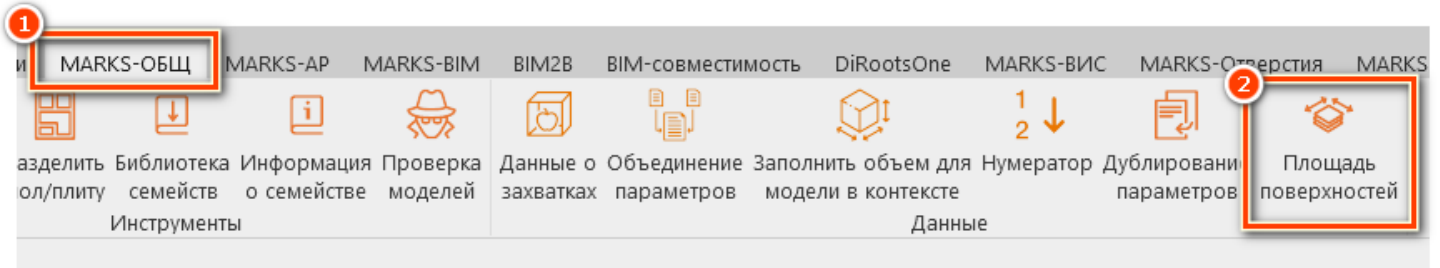 1
и MARKS-ОБЩ MARKS-АР MARKS-BIM BIM2B BIM-совместимость DiRootsOne MARKS-ВИС MARKS-Отверстия MARKS
2
1
2
азделить Библиотека Информация Проверка Данные о Объединение Заполнить объем для Нумератор Дублирование Площадь
ол/плиту семейств о семействе моделей захватках параметров модели в контексте параметров поверхностей
Инструменты Данные